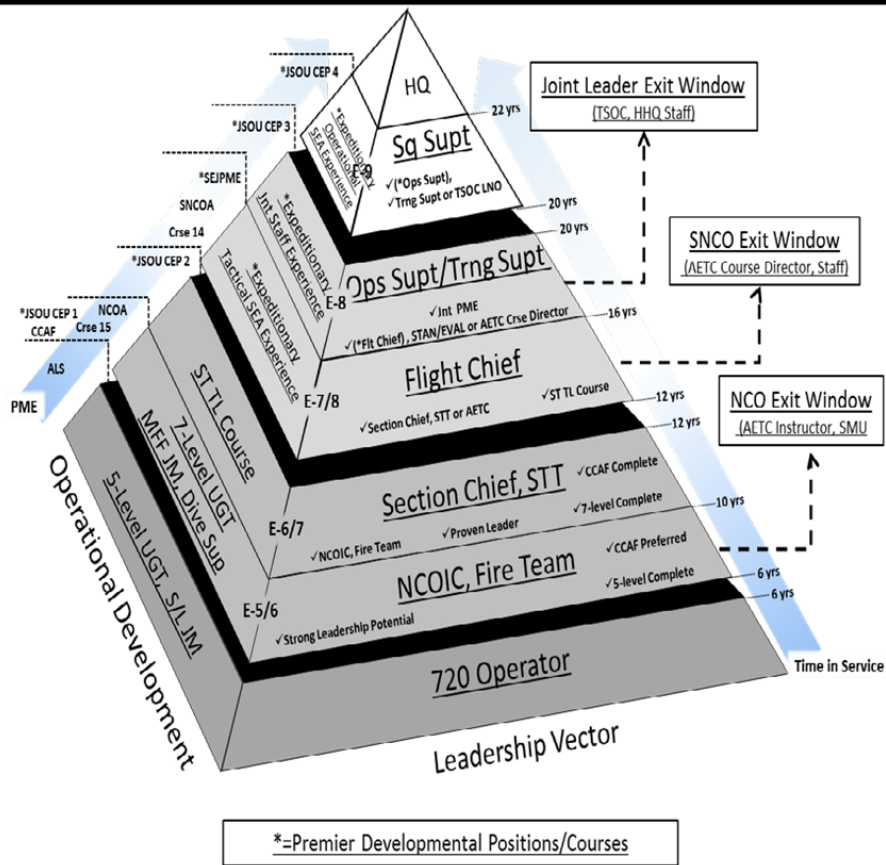 *JSOU CEP 4
*JSOU CEP 3
*SEJPME
SNCOA
Crse 14
*JSOU CEP 2
*JSOU CEP 1
CCAF
NCOA
Crse 15
ALS
PME
HQ
22 yrs
*Expeditionary
Operational
SEA Experience
E-9
Sq Supt
✓(*Ops Supt),
✓Trng Supt or TSOC LNO
20 yrs
20 yrs
*Expeditionary
Jnt Staff Experience
E-8
Ops Supt/Trng Supt
✓Jnt PME
✓(*Flt Chief), STAN/EVAL or AETC Crse Director
16 yrs
*Expeditionary
Tactical SEA Experience
E-7/8
Flight Chief
✓Section Chief, STT or AETC
✓ST TL Course
12 yrs
12 yrs
ST TL Course
E-6/7
Section Chief, STT
✓CCAF Complete
✓NCOIC, Fire Team
✓Proven Leader
✓7-level Complete
10 yrs
7-Level UGT
MFF JM, Dive Sup
E-5/6
NCOIC, Fire Team
✓CCAF Preferred
✓5-level Complete
✓Strong Leadership Potential
6 yrs
6 yrs
5-Level UGT, S/L JM
720 Operator
Operational Development
Leadership Vector
Time in Service
Joint Leader Exit Window
(TSOC, HHQ Staff)
SNCO Exit Window
(AETC Course Director, Staff)
NCO Exit Window
(AETC Instructor, SMU
*=Premier Developmental Positions/Courses